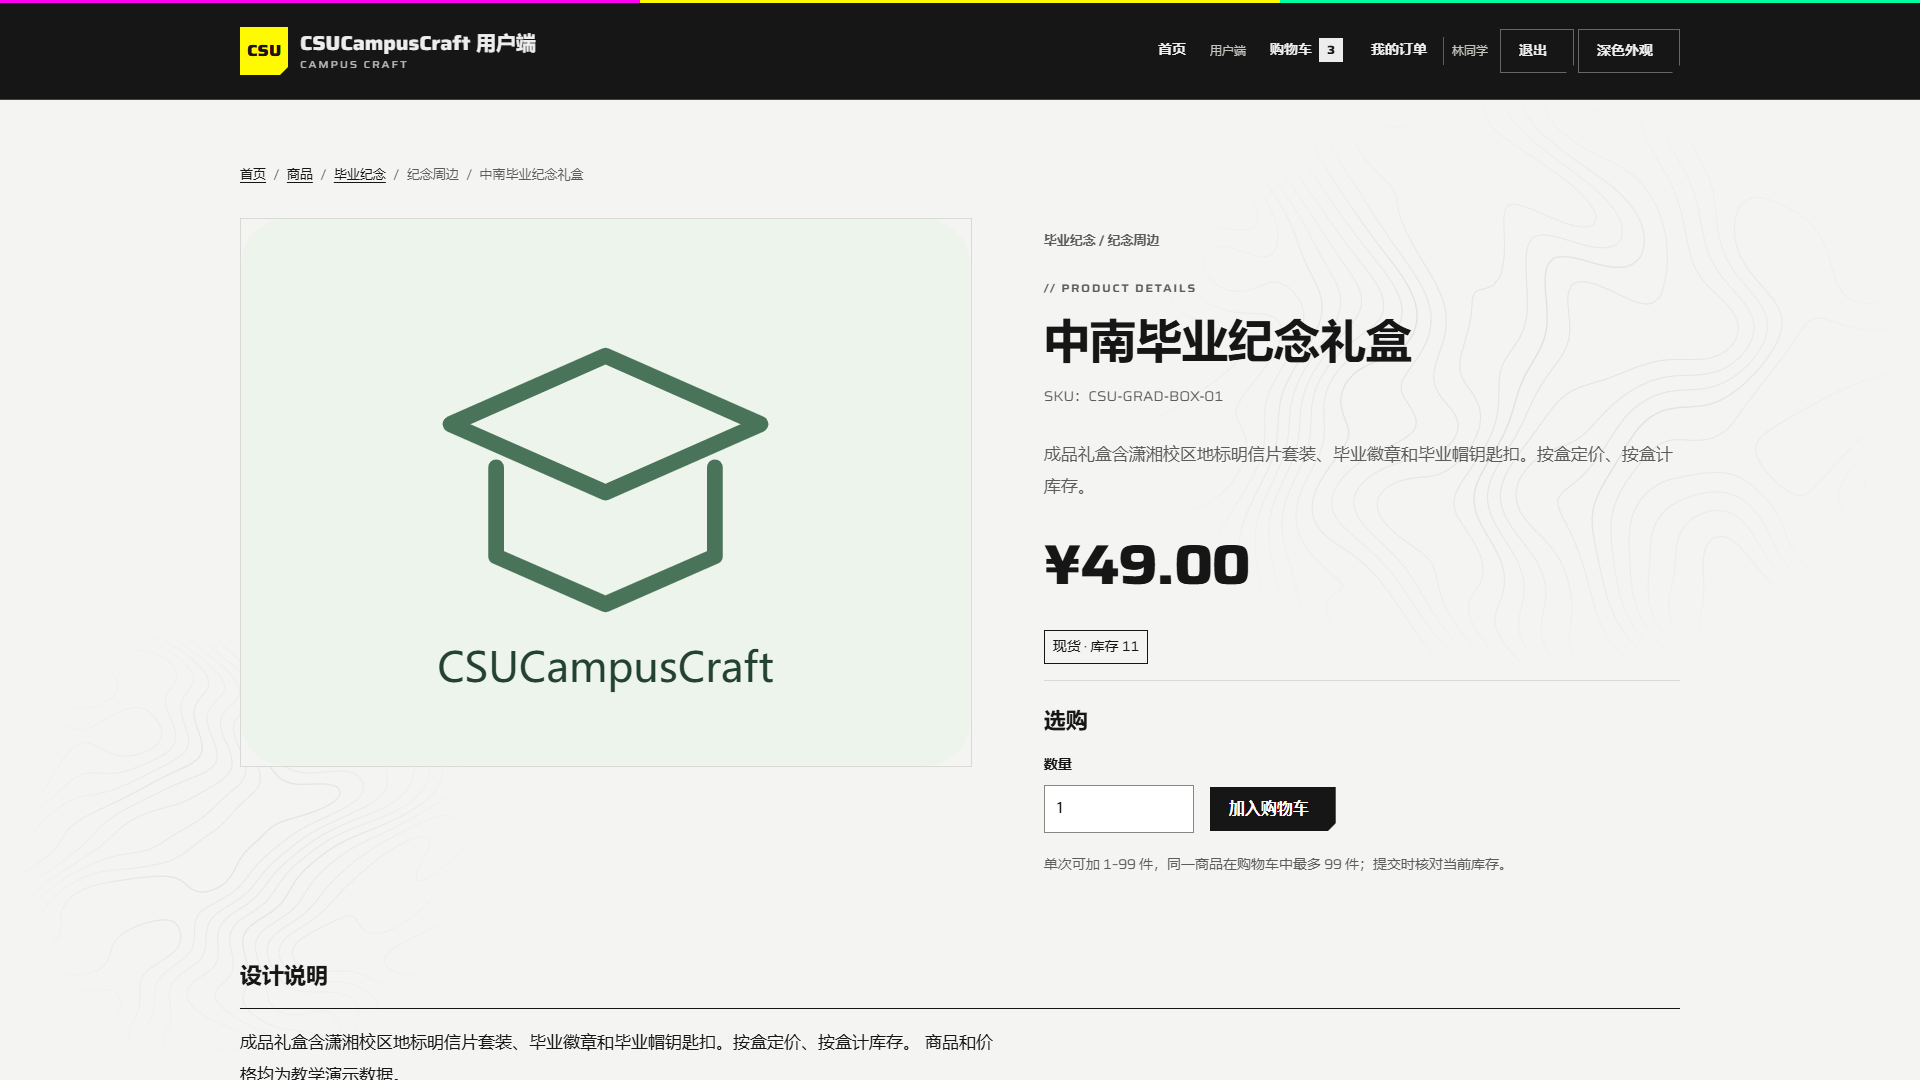 CSU
CSUCampusCraft 用户端
CAMPUS CRAFT
首页 用户端 购物车 3 我的订单 林同学 退出 深色外观
首页 / 商品 / 毕业纪念 / 纪念周边 / 中南毕业纪念礼盒
CSUCampusCraft
毕业纪念 / 纪念周边
// PRODUCT DETAILS
中南毕业纪念礼盒
SKU：CSU-GRAD-BOX-01
成品礼盒含潇湘校区地标明信片套装、毕业徽章和毕业帽钥匙扣。按盒定价、按盒计
库存。
¥49.00
现货 · 库存 11
选购
数量
1 加入购物车
单次可加 1–99 件，同一商品在购物车中最多 99 件；提交时核对当前库存。
设计说明
成品礼盒含潇湘校区地标明信片套装、毕业徽章和毕业帽钥匙扣。按盒定价、按盒计库存。 商品和价
格均为教学演示数据。